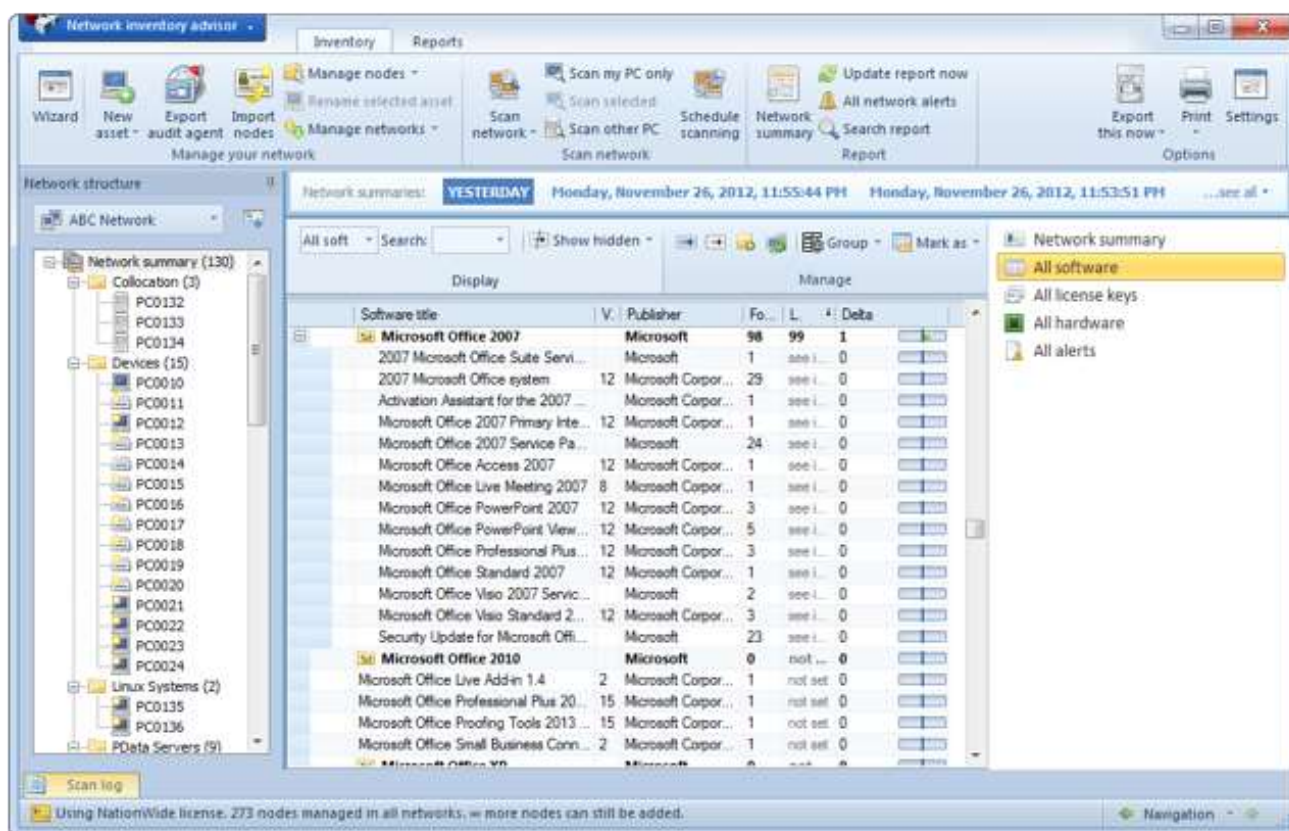 Network inventory advisor
Inventory Reports
Wizard
New asset
Export audit agent
Import nodes
Manage nodes
Rename selected asset
Manage networks
Manage your network
Scan network
Scan my PC only
Scan selected
Scan other PC
Schedule scanning
Scan network
Network summary
Update report now
All network alerts
Search report
Report
Export this now
Print
Settings
Options
Network structure
ABC Network
Network summary (130)
Collocation (3)
PC0132
PC0133
PC0134
Devices (15)
PC0010
PC0011
PC0012
PC0013
PC0014
PC0015
PC0016
PC0017
PC0018
PC0019
PC0020
PC0021
PC0022
PC0023
PC0024
Linux Systems (2)
PC0135
PC0136
PData Servers (9)
Network summaries: YESTERDAY Monday, November 26, 2012, 11:55:44 PM Monday, November 26, 2012, 11:53:51 PM ...see all
All soft Search: Show hidden Group Mark as
Display Manage
Software title V. Publisher Fo... L. Delta
Microsoft Office 2007 Microsoft 98 99 1
2007 Microsoft Office Suite Servi... Microsoft 1 see i... 0
2007 Microsoft Office system 12 Microsoft Corpor... 29 see i... 0
Activation Assistant for the 2007 ... Microsoft Corpor... 1 see i... 0
Microsoft Office 2007 Primary Inte... 12 Microsoft Corpor... 1 see i... 0
Microsoft Office 2007 Service Pa... Microsoft 24 see i... 0
Microsoft Office Access 2007 12 Microsoft Corpor... 1 see i... 0
Microsoft Office Live Meeting 2007 8 Microsoft Corpor... 1 see i... 0
Microsoft Office PowerPoint 2007 12 Microsoft Corpor... 3 see i... 0
Microsoft Office PowerPoint View... 12 Microsoft Corpor... 5 see i... 0
Microsoft Office Professional Plus... 12 Microsoft Corpor... 3 see i... 0
Microsoft Office Standard 2007 12 Microsoft Corpor... 1 see i... 0
Microsoft Office Visio 2007 Servic... Microsoft 2 see i... 0
Microsoft Office Visio Standard 2... 12 Microsoft Corpor... 3 see i... 0
Security Update for Microsoft Offi... Microsoft 23 see i... 0
Microsoft Office 2010 Microsoft 0 not ... 0
Microsoft Office Live Add-in 1.4 2 Microsoft Corpor... 1 not set 0
Microsoft Office Professional Plus 20... 15 Microsoft Corpor... 1 not set 0
Microsoft Office Proofing Tools 2013 ... 15 Microsoft Corpor... 1 not set 0
Microsoft Office Small Business Conn... 2 Microsoft Corpor... 1 not set 0
Microsoft Office XP Microsoft 0 not ... 0
Network summary
All software
All license keys
All hardware
All alerts
Scan log
Using NationWide license. 273 nodes managed in all networks, ∞ more nodes can still be added.
Navigation